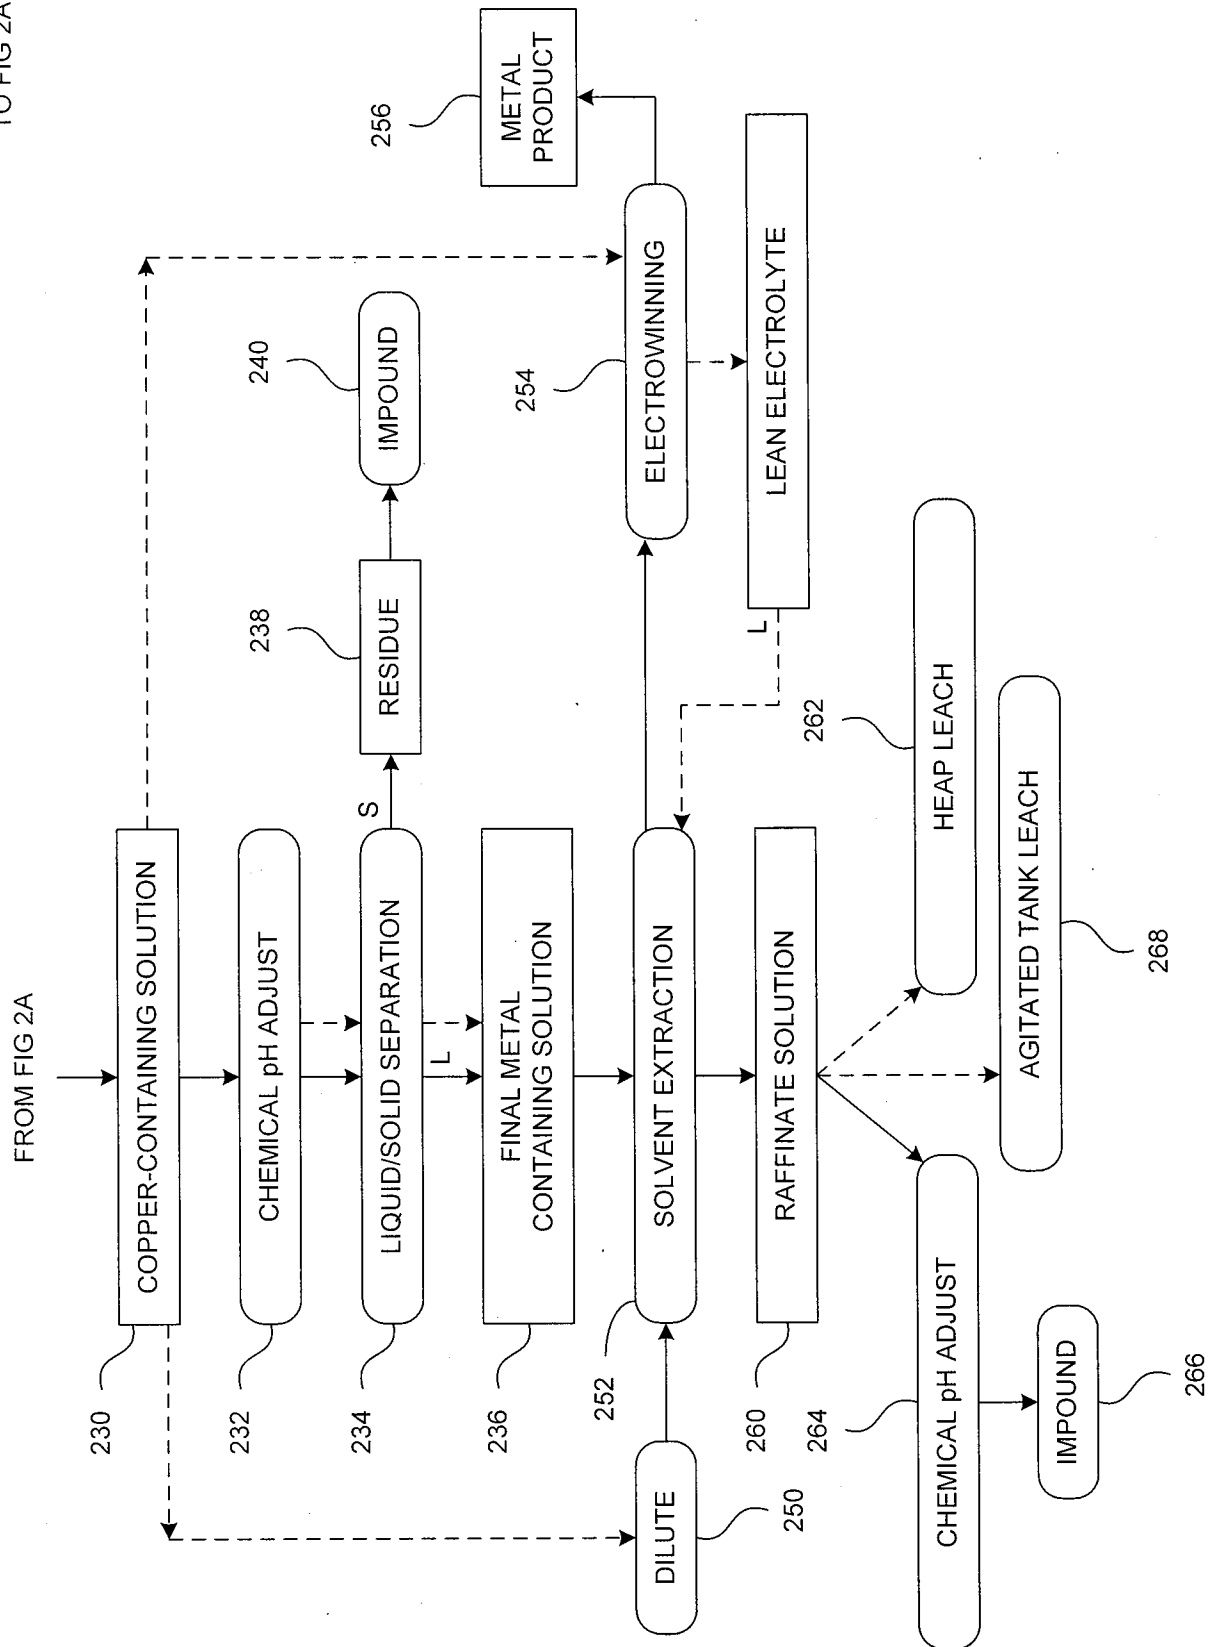 TO FIG 2A
FROM FIG 2A
COPPER-CONTAINING SOLUTION
230
CHEMICAL pH ADJUST
232
LIQUID/SOLID SEPARATION
234
S
RESIDUE
238
IMPOUND
240
L
FINAL METAL
CONTAINING SOLUTION
236
DILUTE
250
SOLVENT EXTRACTION
252
ELECTROWINNING
254
METAL
PRODUCT
256
LEAN ELECTROLYTE
L
RAFFINATE SOLUTION
260
264
CHEMICAL pH ADJUST
IMPOUND
266
HEAP LEACH
262
AGITATED TANK LEACH
268